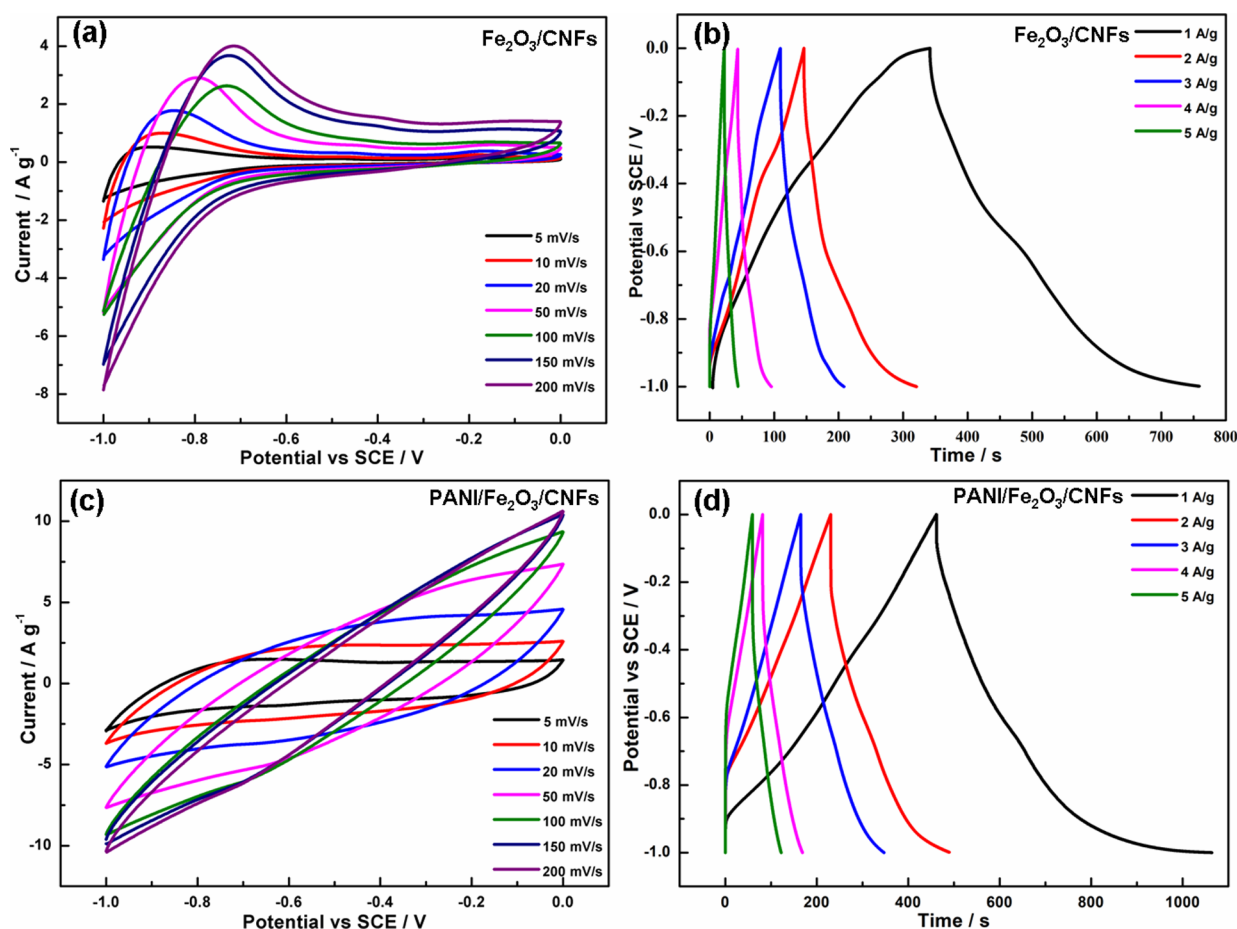 (a)
Fe₂O₃/CNFs
4
2
0
-2
-4
-6
-8
Current / A g⁻¹
5 mV/s
10 mV/s
20 mV/s
50 mV/s
100 mV/s
150 mV/s
200 mV/s
-1.0 -0.8 -0.6 -0.4 -0.2 0.0
Potential vs SCE / V
(b)
Fe₂O₃/CNFs
1 A/g
2 A/g
3 A/g
4 A/g
5 A/g
0.0
-0.2
-0.4
-0.6
-0.8
-1.0
Potential vs SCE / V
0 100 200 300 400 500 600 700 800
Time / s
(c)
PANI/Fe₂O₃/CNFs
10
5
0
-5
-10
Current / A g⁻¹
5 mV/s
10 mV/s
20 mV/s
50 mV/s
100 mV/s
150 mV/s
200 mV/s
-1.0 -0.8 -0.6 -0.4 -0.2 0.0
Potential vs SCE / V
(d)
PANI/Fe₂O₃/CNFs
1 A/g
2 A/g
3 A/g
4 A/g
5 A/g
0.0
-0.2
-0.4
-0.6
-0.8
-1.0
Potential vs SCE / V
0 200 400 600 800 1000
Time / s